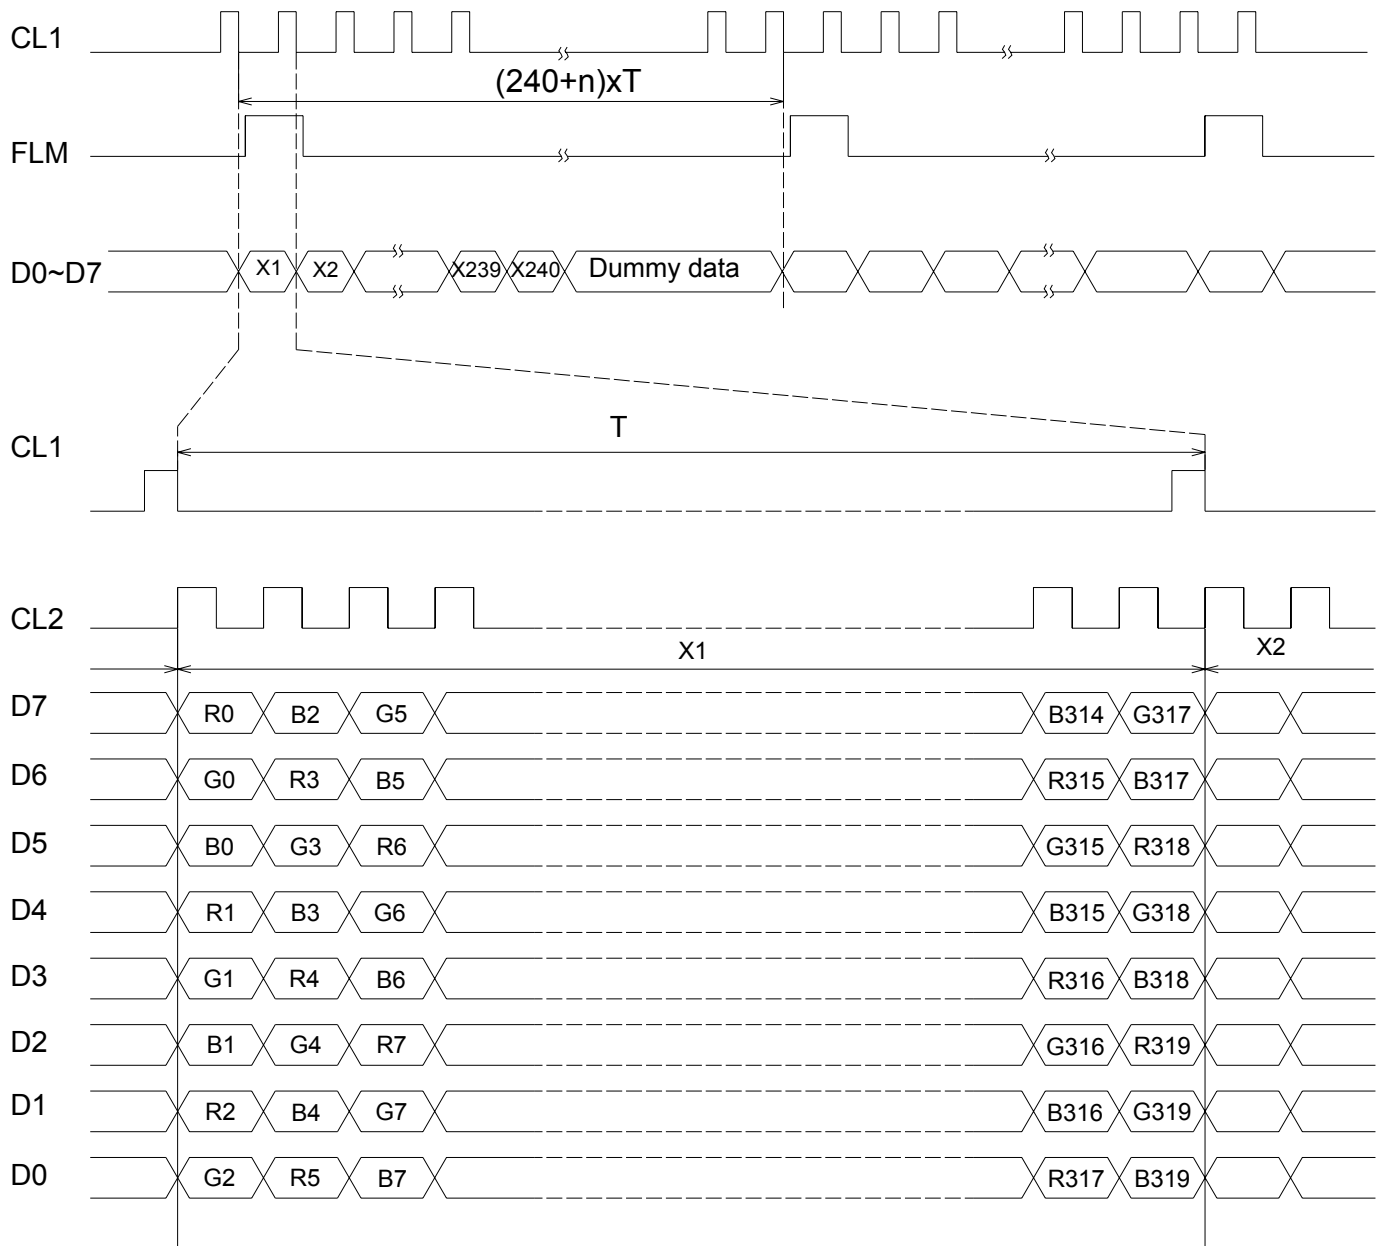 CL1
(240+n)xT
FLM
D0~D7 X1 X2 X239 X240 Dummy data
T
CL1
CL2
X1 X2
D7 R0 B2 G5 B314 G317
D6 G0 R3 B5 R315 B317
D5 B0 G3 R6 G315 R318
D4 R1 B3 G6 B315 G318
D3 G1 R4 B6 R316 B318
D2 B1 G4 R7 G316 R319
D1 R2 B4 G7 B316 G319
D0 G2 R5 B7 R317 B319